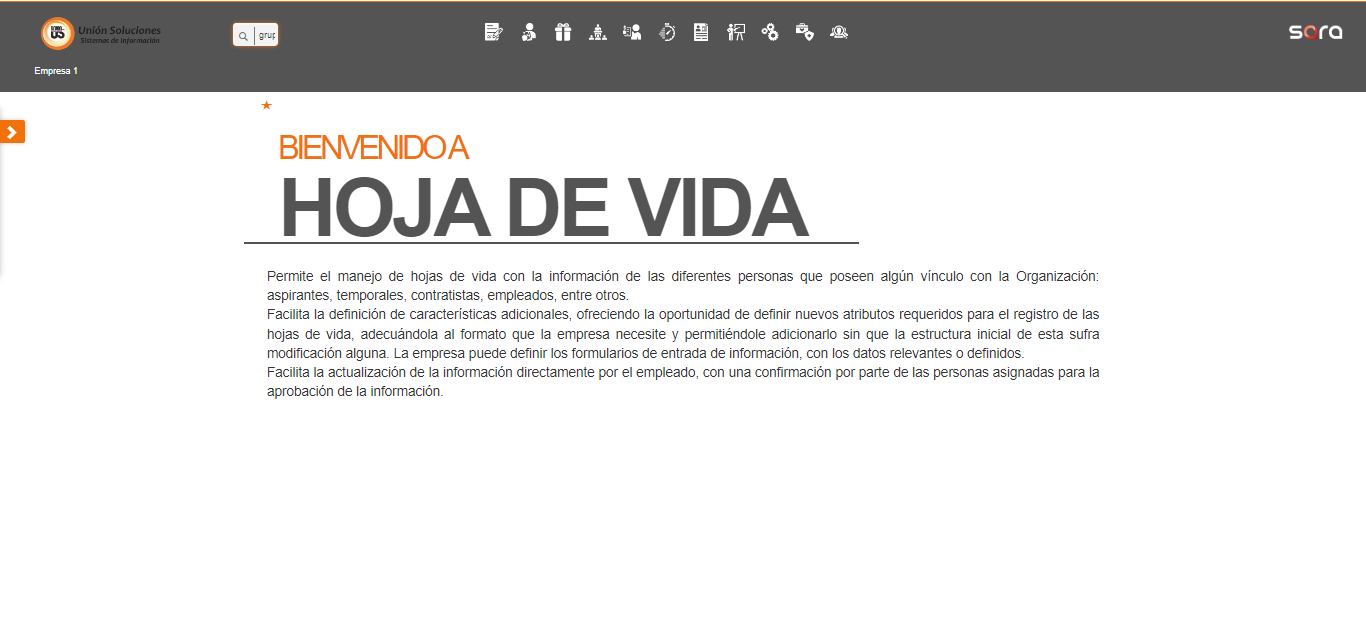 Unión Soluciones
Sistemas de Información
grup
sora
Empresa 1
BIENVENIDO A
HOJA DE VIDA
Permite el manejo de hojas de vida con la información de las diferentes personas que poseen algún vínculo con la Organización:
aspirantes, temporales, contratistas, empleados, entre otros.
Facilita la definición de características adicionales, ofreciendo la oportunidad de definir nuevos atributos requeridos para el registro de las
hojas de vida, adecuándola al formato que la empresa necesite y permitiéndole adicionarlo sin que la estructura inicial de esta sufra
modificación alguna. La empresa puede definir los formularios de entrada de información, con los datos relevantes o definidos.
Facilita la actualización de la información directamente por el empleado, con una confirmación por parte de las personas asignadas para la
aprobación de la información.